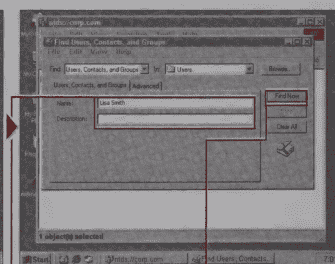 Find Users, Contacts, and Groups
File Edit View Help
Find: Users, Contacts, and Groups In: Users Browse...
Users, Contacts, and Groups Advanced
Name: Lisa Smith
Find Now
Description:
Clear All
1 object(s) selected
Start Find Users, Contacts...